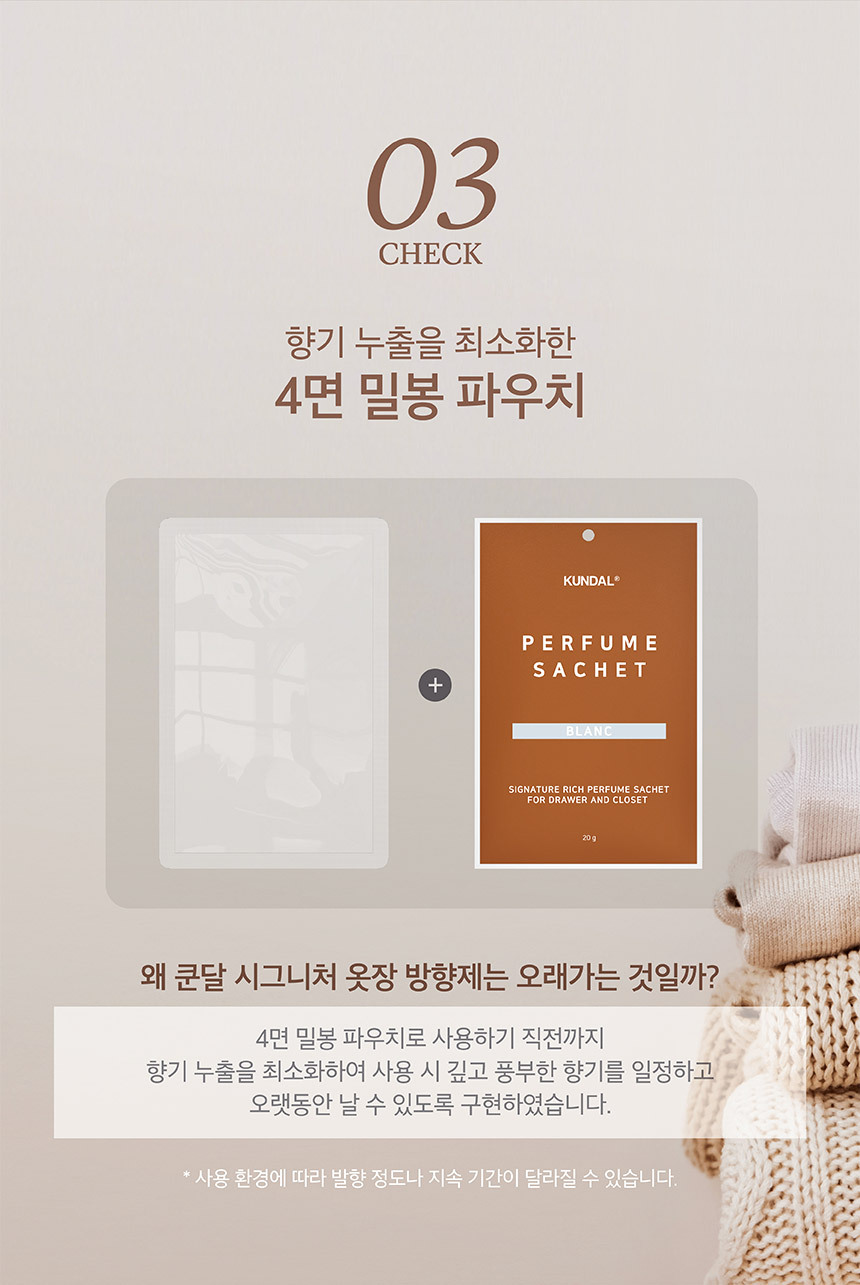 03
CHECK
향기 누출을 최소화한
4면 밀봉 파우치
KUNDAL®
PERFUME
SACHET
BLANC
SIGNATURE RICH PERFUME SACHET
FOR DRAWER AND CLOSET
20 g
+
왜 쿤달 시그니처 옷장 방향제는 오래가는 것일까?
4면 밀봉 파우치로 사용하기 직전까지
향기 누출을 최소화하여 사용 시 깊고 풍부한 향기를 일정하고
오랫동안 날 수 있도록 구현하였습니다.
* 사용 환경에 따라 발향 정도나 지속 기간이 달라질 수 있습니다.